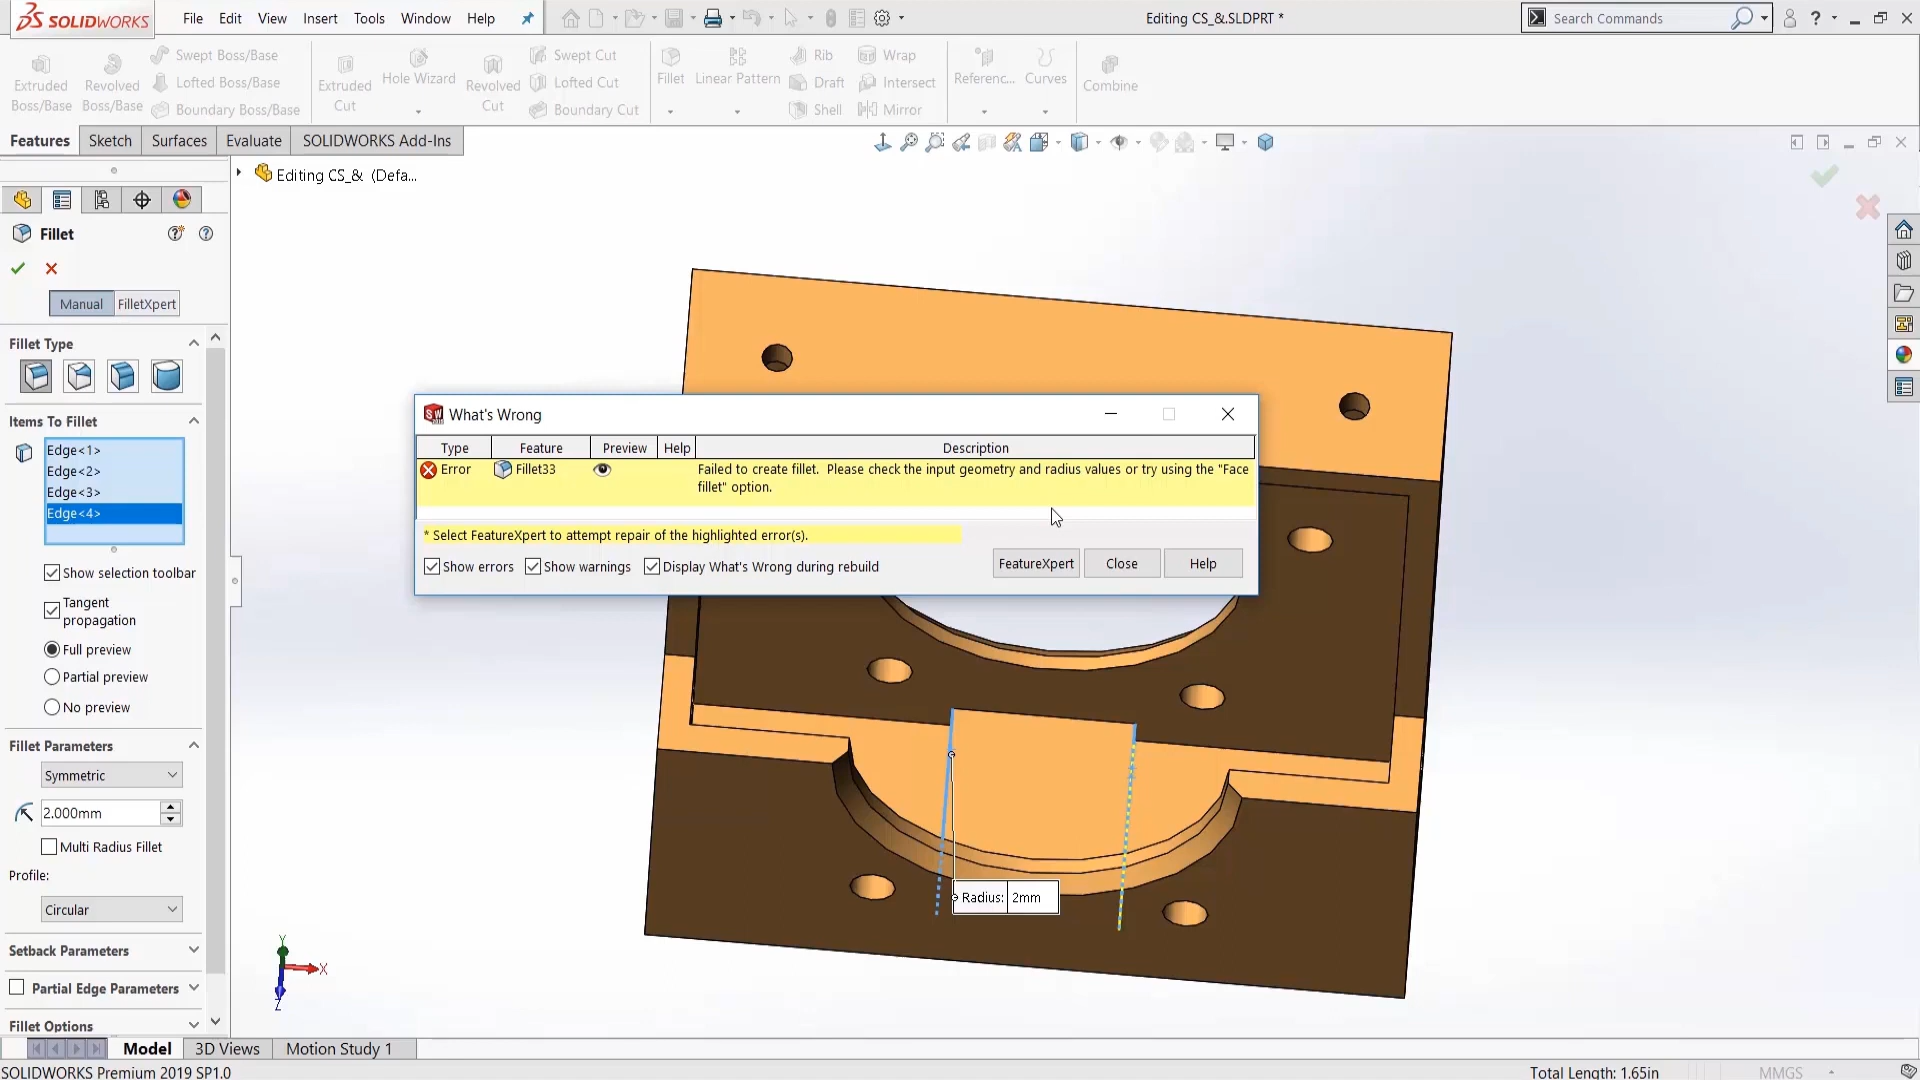 SOLIDWORKS
File Edit View Insert Tools Window Help
Editing CS_&.SLDPRT *
Search Commands
Extruded Boss/Base
Revolved Boss/Base
Swept Boss/Base
Lofted Boss/Base
Boundary Boss/Base
Extruded Cut
Hole Wizard
Revolved Cut
Swept Cut
Lofted Cut
Boundary Cut
Fillet
Linear Pattern
Rib
Draft
Shell
Wrap
Intersect
Mirror
Referenc...
Curves
Combine
Features Sketch Surfaces Evaluate SOLIDWORKS Add-Ins
Editing CS_& (Defa...
Fillet
Manual FilletXpert
Fillet Type
Items To Fillet
Edge<1>
Edge<2>
Edge<3>
Edge<4>
Show selection toolbar
Tangent
propagation
Full preview
Partial preview
No preview
Fillet Parameters
Symmetric
2.000mm
Multi Radius Fillet
Profile:
Circular
Setback Parameters
Partial Edge Parameters
Fillet Options
What's Wrong
Type Feature Preview Help Description
Error Fillet33 Failed to create fillet. Please check the input geometry and radius values or try using the "Face
fillet" option.
* Select FeatureXpert to attempt repair of the highlighted error(s).
Show errors Show warnings Display What's Wrong during rebuild FeatureXpert Close Help
Radius: 2mm
Y
X
Z
Model 3D Views Motion Study 1
SOLIDWORKS Premium 2019 SP1.0 Total Length: 1.65in MMGS